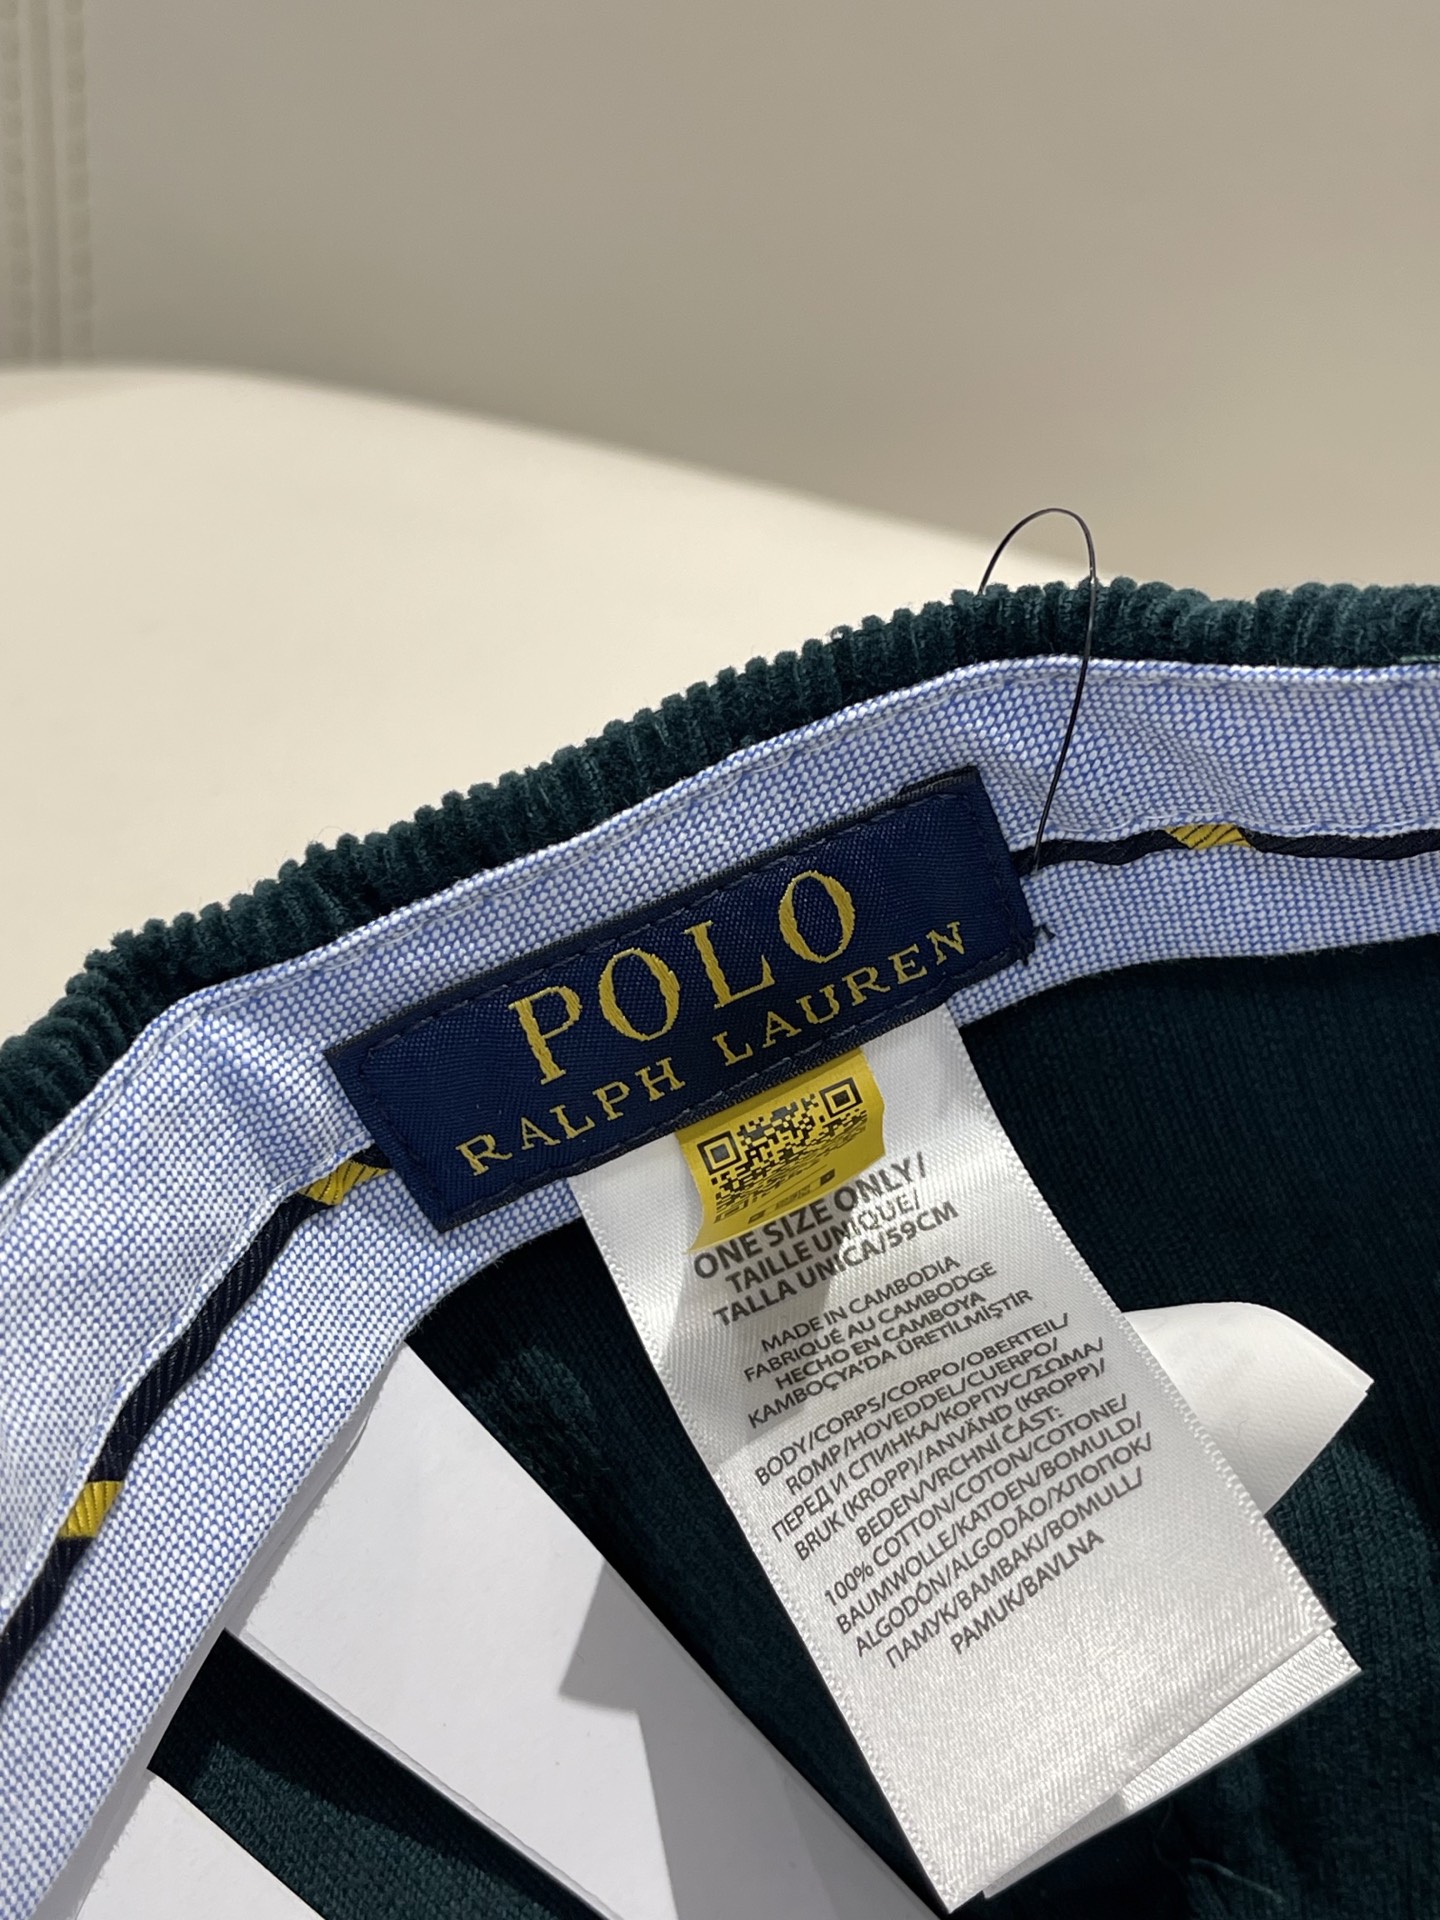 POLO
RALPH LAUREN
ONE SIZE ONLY/
TAILLE UNIQUE/
TALLA UNICA/59CM
MADE IN CAMBODIA
FABRIQUÉ AU CAMBODGE
HECHO EN CAMBOYA
KAMBOÇYA'DA ÜRETILMIŞTIR
BODY/CORPS/CORPO/OBERTEIL/
ROMP/HOVEDDEL/CUERPO/
ПЕРЕД И СПИНКА/КОРПУС/ΣΩΜΑ/
BRUK (KROPP)/ANVÄND (KROPP)/
BEDEN/VRCHNÍ ČÁST:
100% COTTON/COTON/COTONE/
BAUMWOLLE/KATOEN/BOMULD/
ALGODÓN/ALGODÃO/ХЛОПОК/
ПАМУК/BAMBAKI/BOMULL/
PAMUK/BAVLNA